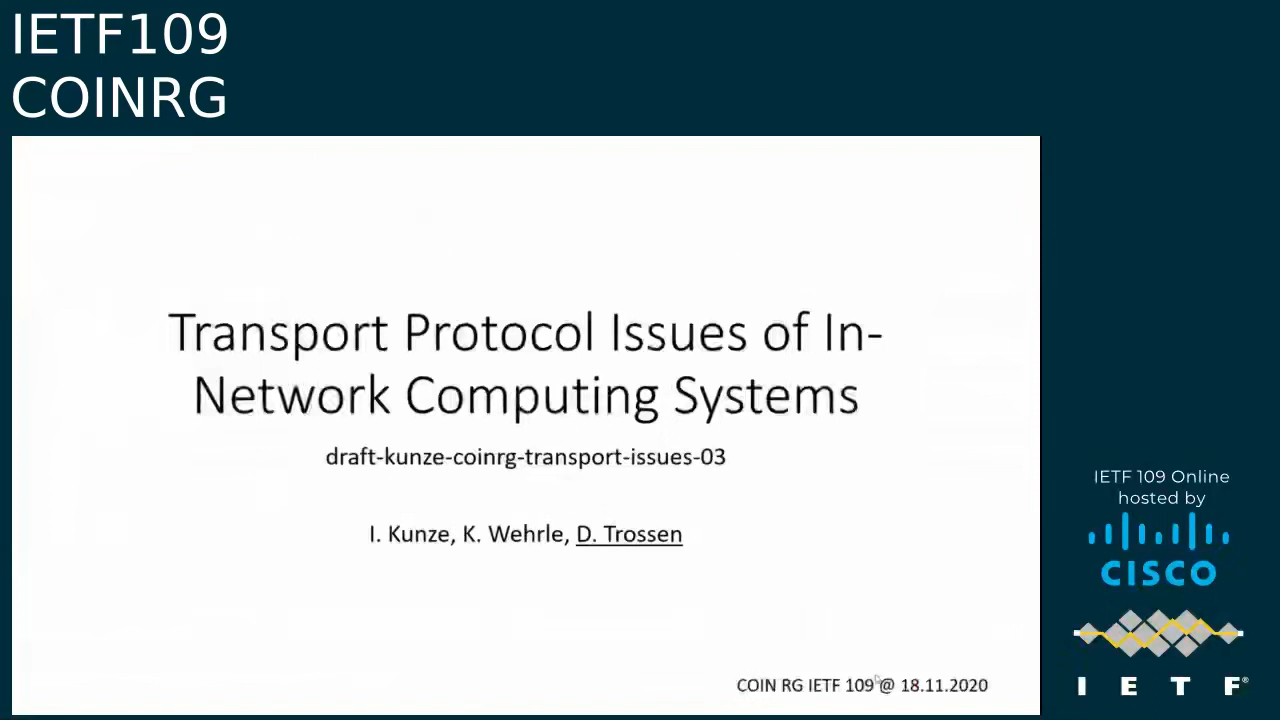 IETF109
COINRG
Transport Protocol Issues of In-
Network Computing Systems
draft-kunze-coinrg-transport-issues-03
I. Kunze, K. Wehrle, D. Trossen
COIN RG IETF 109 @ 18.11.2020
IETF 109 Online
hosted by
CISCO
I E T F®